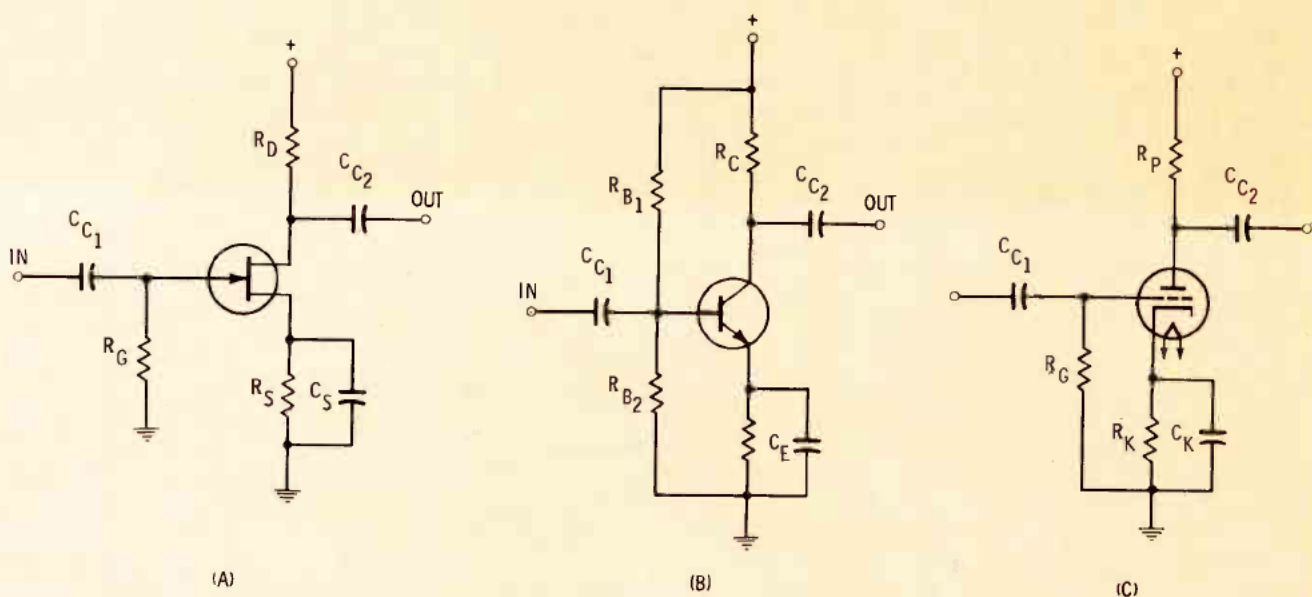 +
R_D
C_C2
OUT
C_C1
IN
R_G
R_S
C_S
(A)
+
R_C
R_B1
C_C2
OUT
C_C1
IN
R_B2
C_E
(B)
+
R_P
C_C2
C_C1
R_G
R_K
C_K
(C)